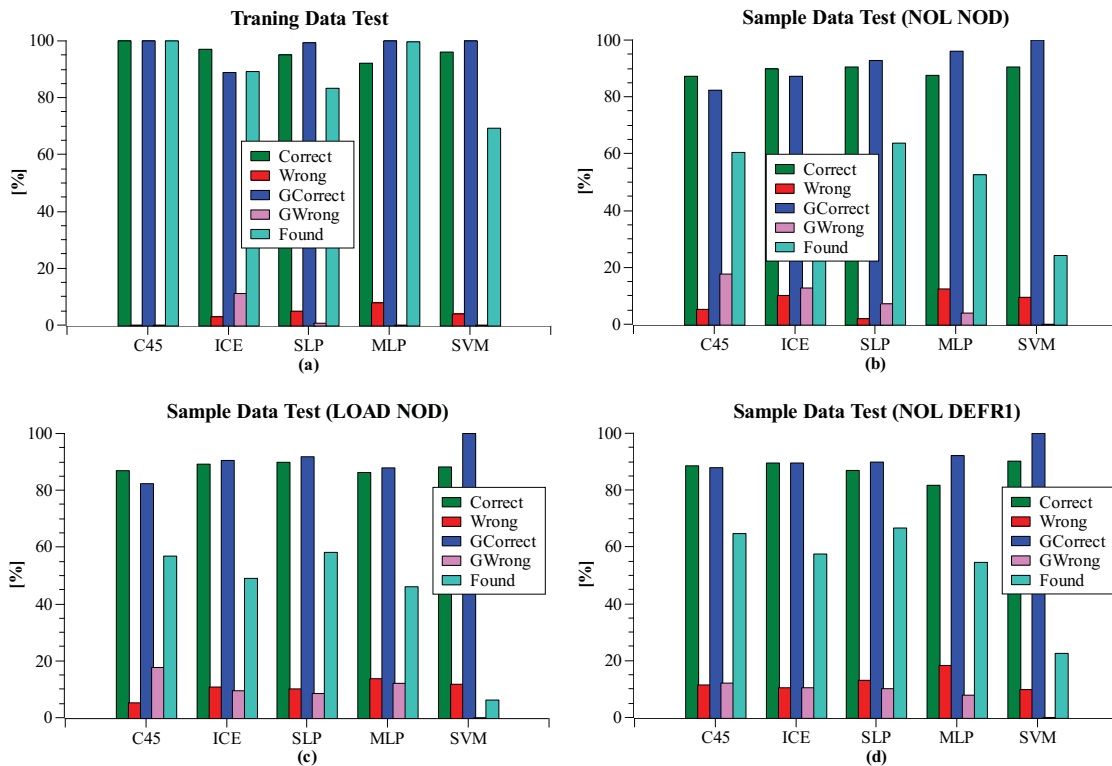 Traning Data Test
100
80
60
40
20
0
[%]
Correct
Wrong
GCorrect
GWrong
Found
C45 ICE SLP MLP SVM
(a)
Sample Data Test (NOL NOD)
100
80
60
40
20
0
[%]
Correct
Wrong
GCorrect
GWrong
Found
C45 ICE SLP MLP SVM
(b)
Sample Data Test (LOAD NOD)
100
80
60
40
20
0
[%]
Correct
Wrong
GCorrect
GWrong
Found
C45 ICE SLP MLP SVM
(c)
Sample Data Test (NOL DEFR1)
100
80
60
40
20
0
[%]
Correct
Wrong
GCorrect
GWrong
Found
C45 ICE SLP MLP SVM
(d)